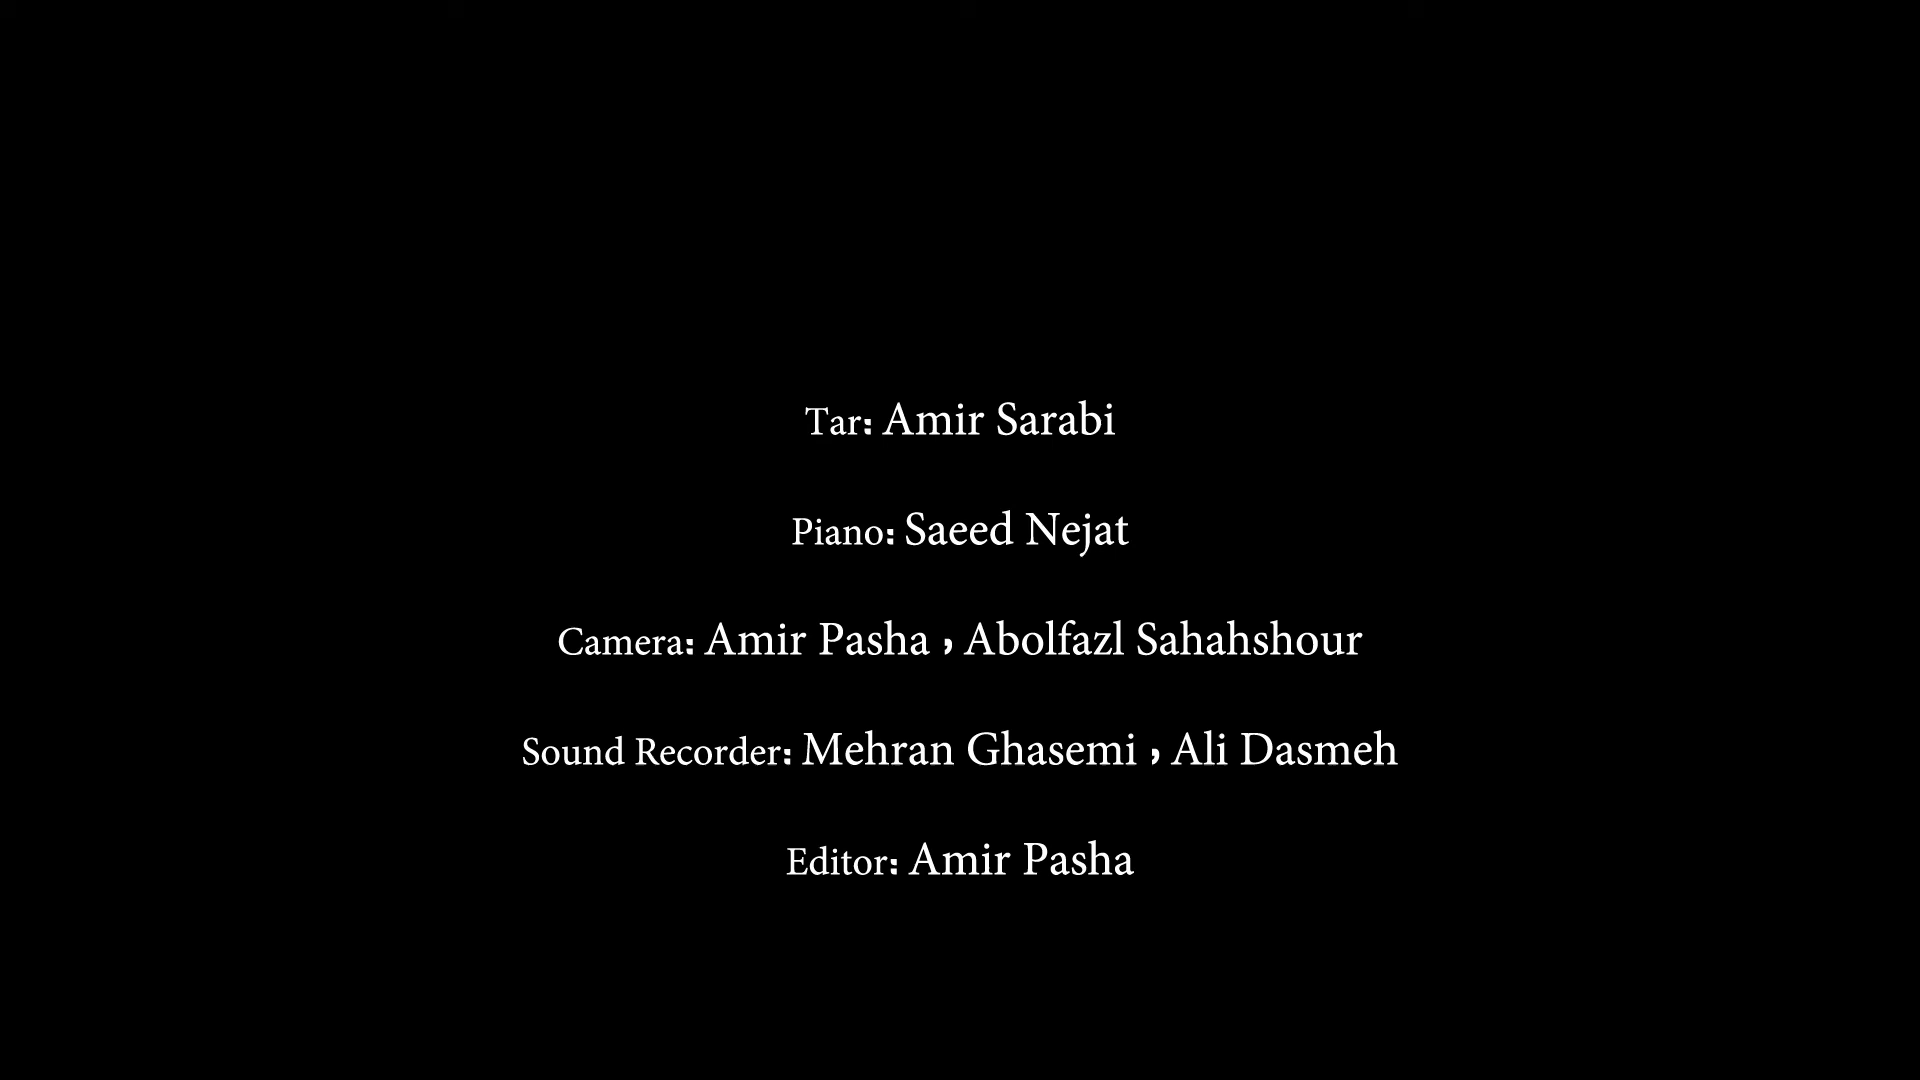 Tar: Amir Sarabi
Piano: Saeed Nejat
Camera: Amir Pasha , Abolfazl Sahahshour
Sound Recorder: Mehran Ghasemi , Ali Dasmeh
Editor: Amir Pasha